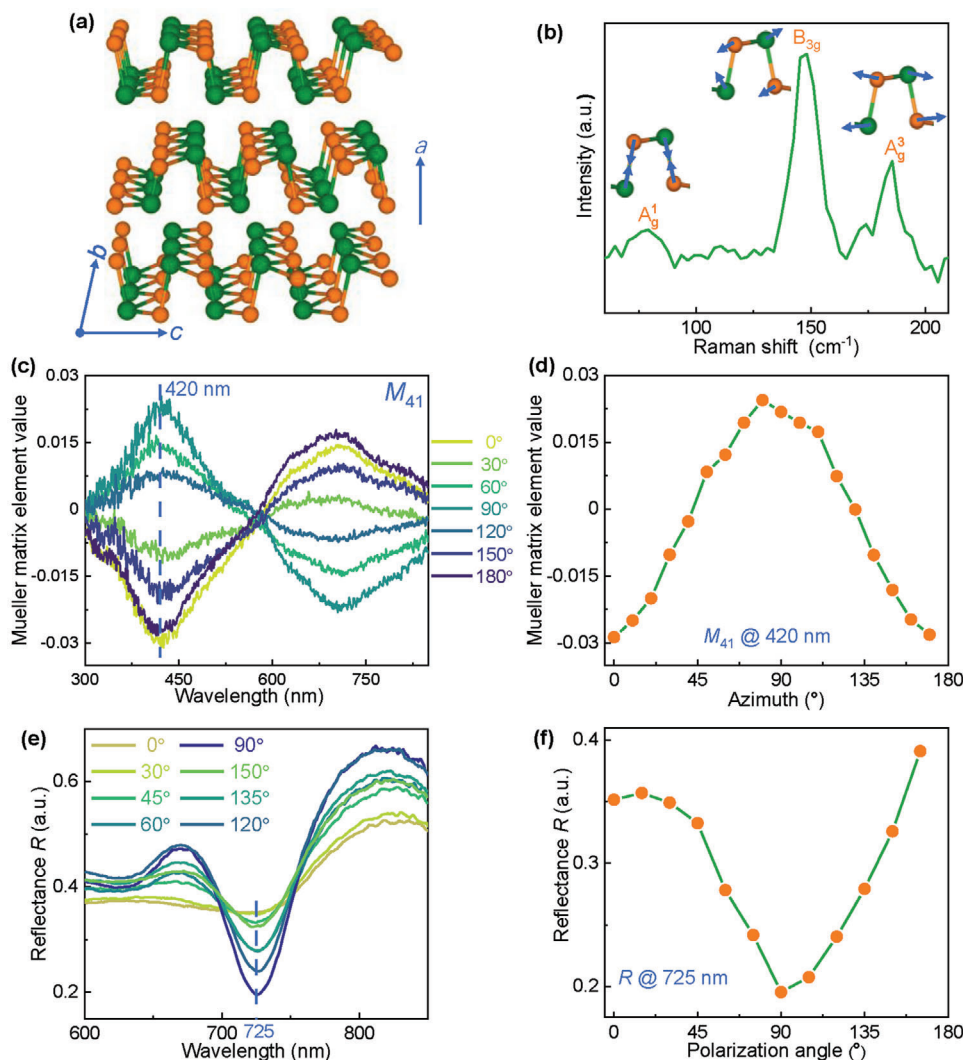 (a)
a
b
c
(b)
B3g
A1g
A3g
Intensity (a.u.)
100 150 200
Raman shift (cm-1)
(c)
0.03
0.015
0
-0.015
-0.03
300 450 600 750
420 nm
M41
Mueller matrix element value
Wavelength (nm)
0°
30°
60°
90°
120°
150°
180°
(d)
0.03
0.015
0
-0.015
-0.03
0 45 90 135 180
Mueller matrix element value
M41 @ 420 nm
Azimuth (°)
(e)
0° 90°
30° 150°
45° 135°
60° 120°
0.6
0.4
0.2
Reflectance R (a.u.)
600 700 725 800
Wavelength (nm)
(f)
0.4
0.3
0.2
Reflectance R (a.u.)
R @ 725 nm
0 45 90 135 180
Polarization angle (°)